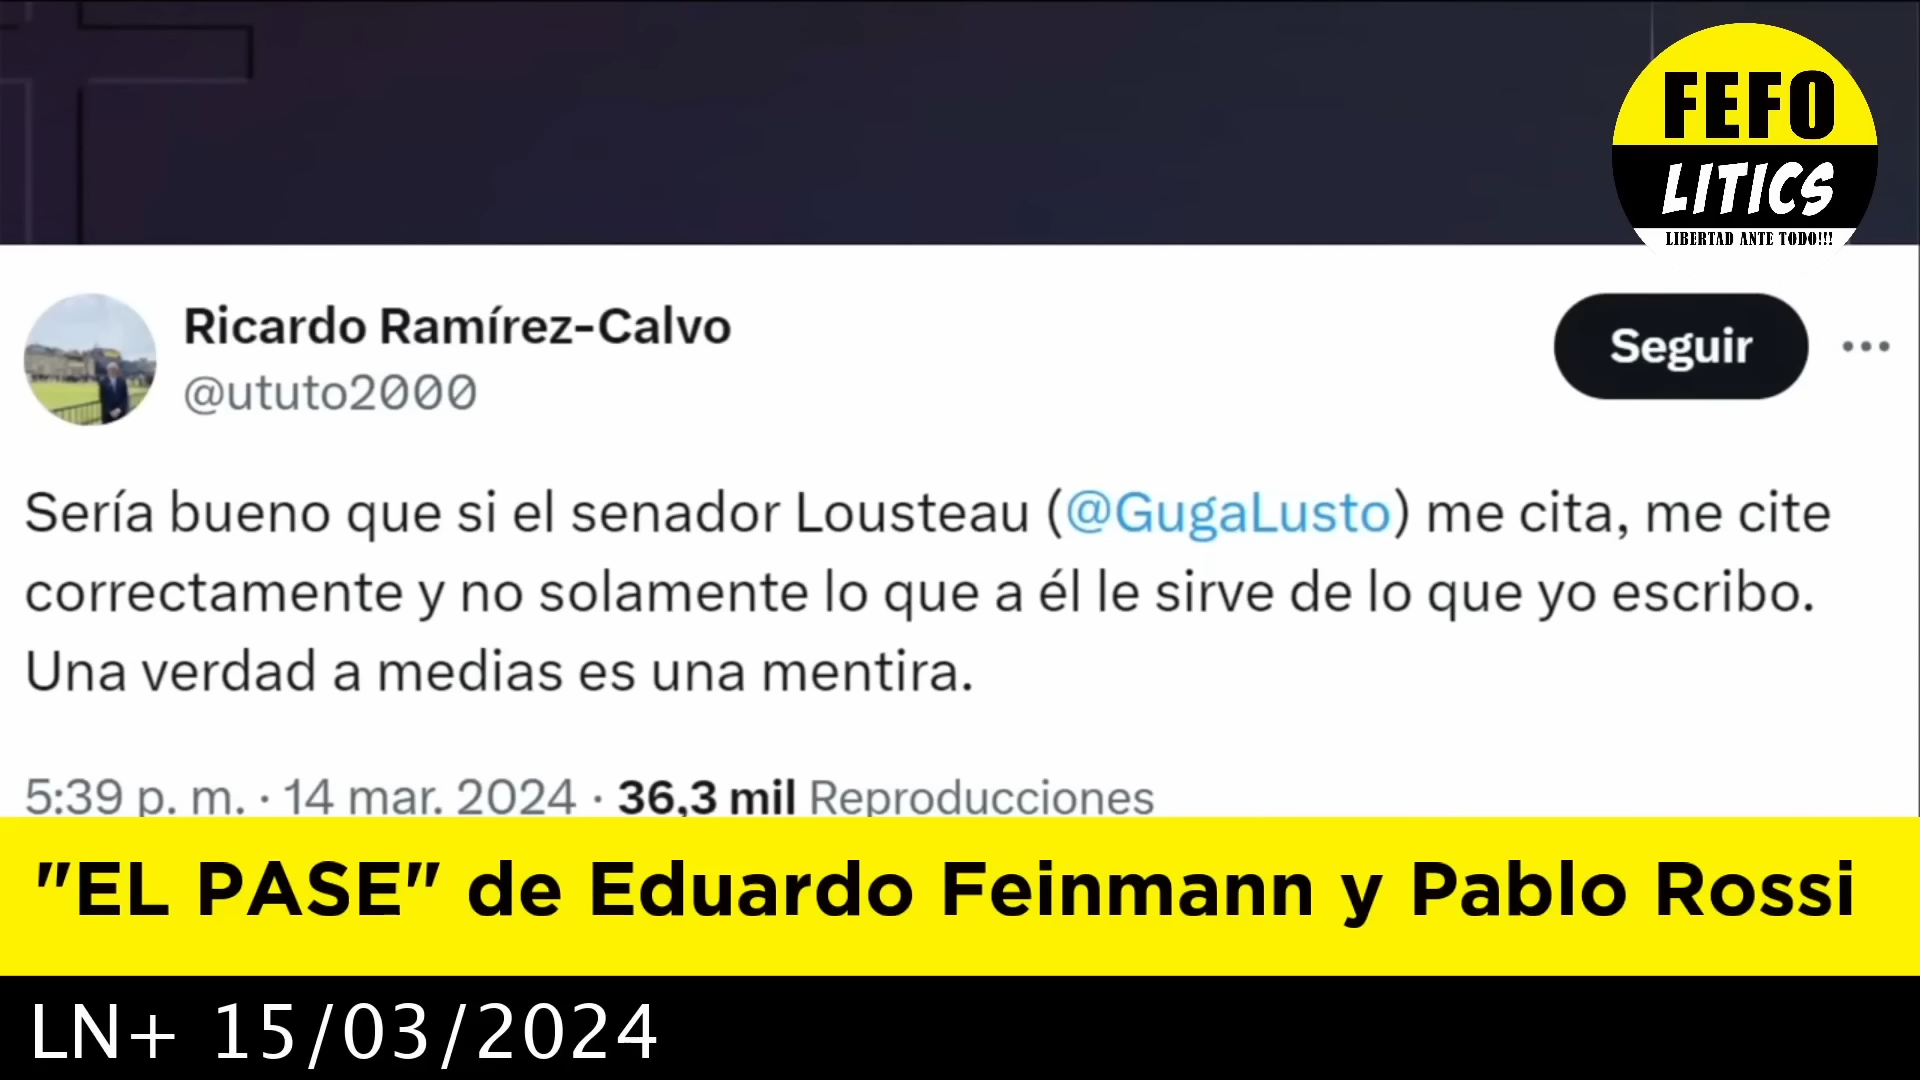 FEFO
LITICS
LIBERTAD ANTE TODO!!!
Ricardo Ramírez-Calvo
@ututo2000
Seguir
Sería bueno que si el senador Lousteau (@GugaLusto) me cita, me cite
correctamente y no solamente lo que a él le sirve de lo que yo escribo.
Una verdad a medias es una mentira.
5:39 p. m. · 14 mar. 2024 · 36,3 mil Reproducciones
"EL PASE" de Eduardo Feinmann y Pablo Rossi
LN+ 15/03/2024